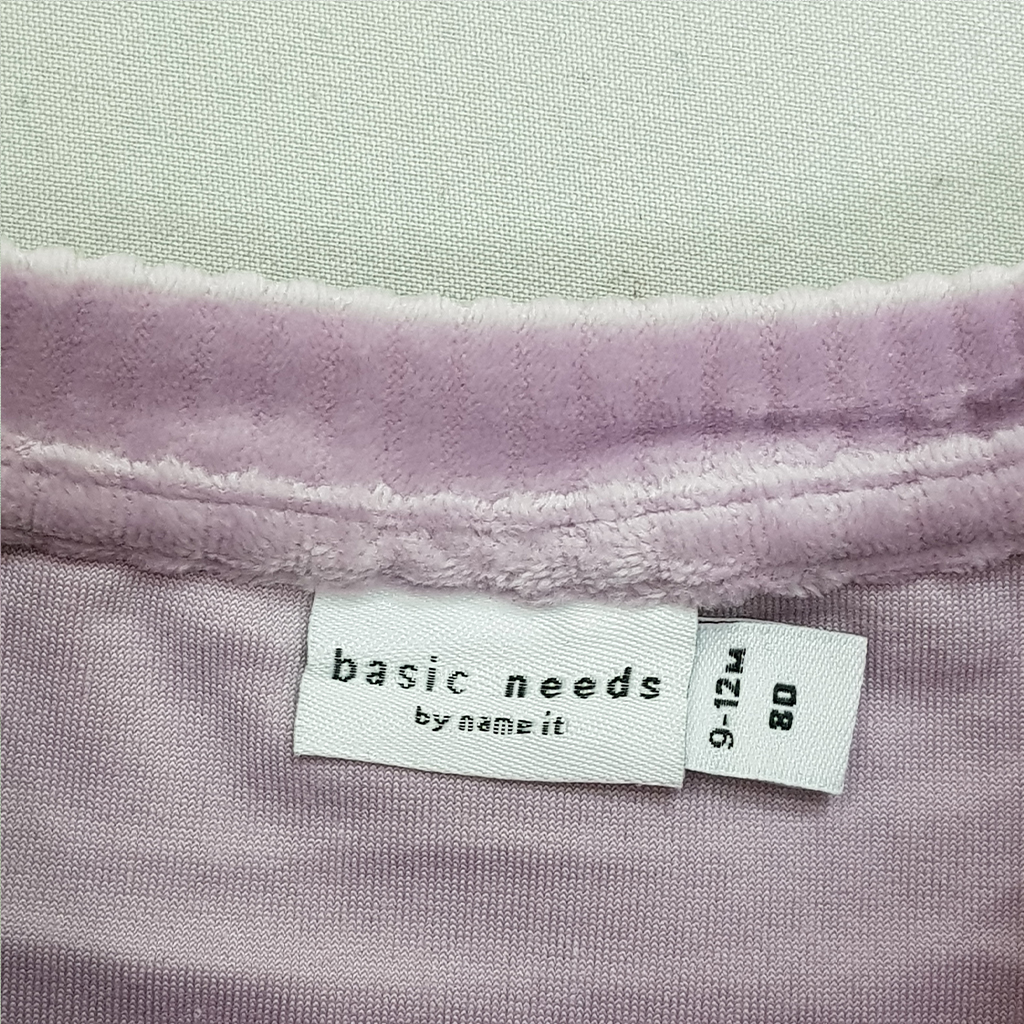 basic needs
by name it
9-12M
80